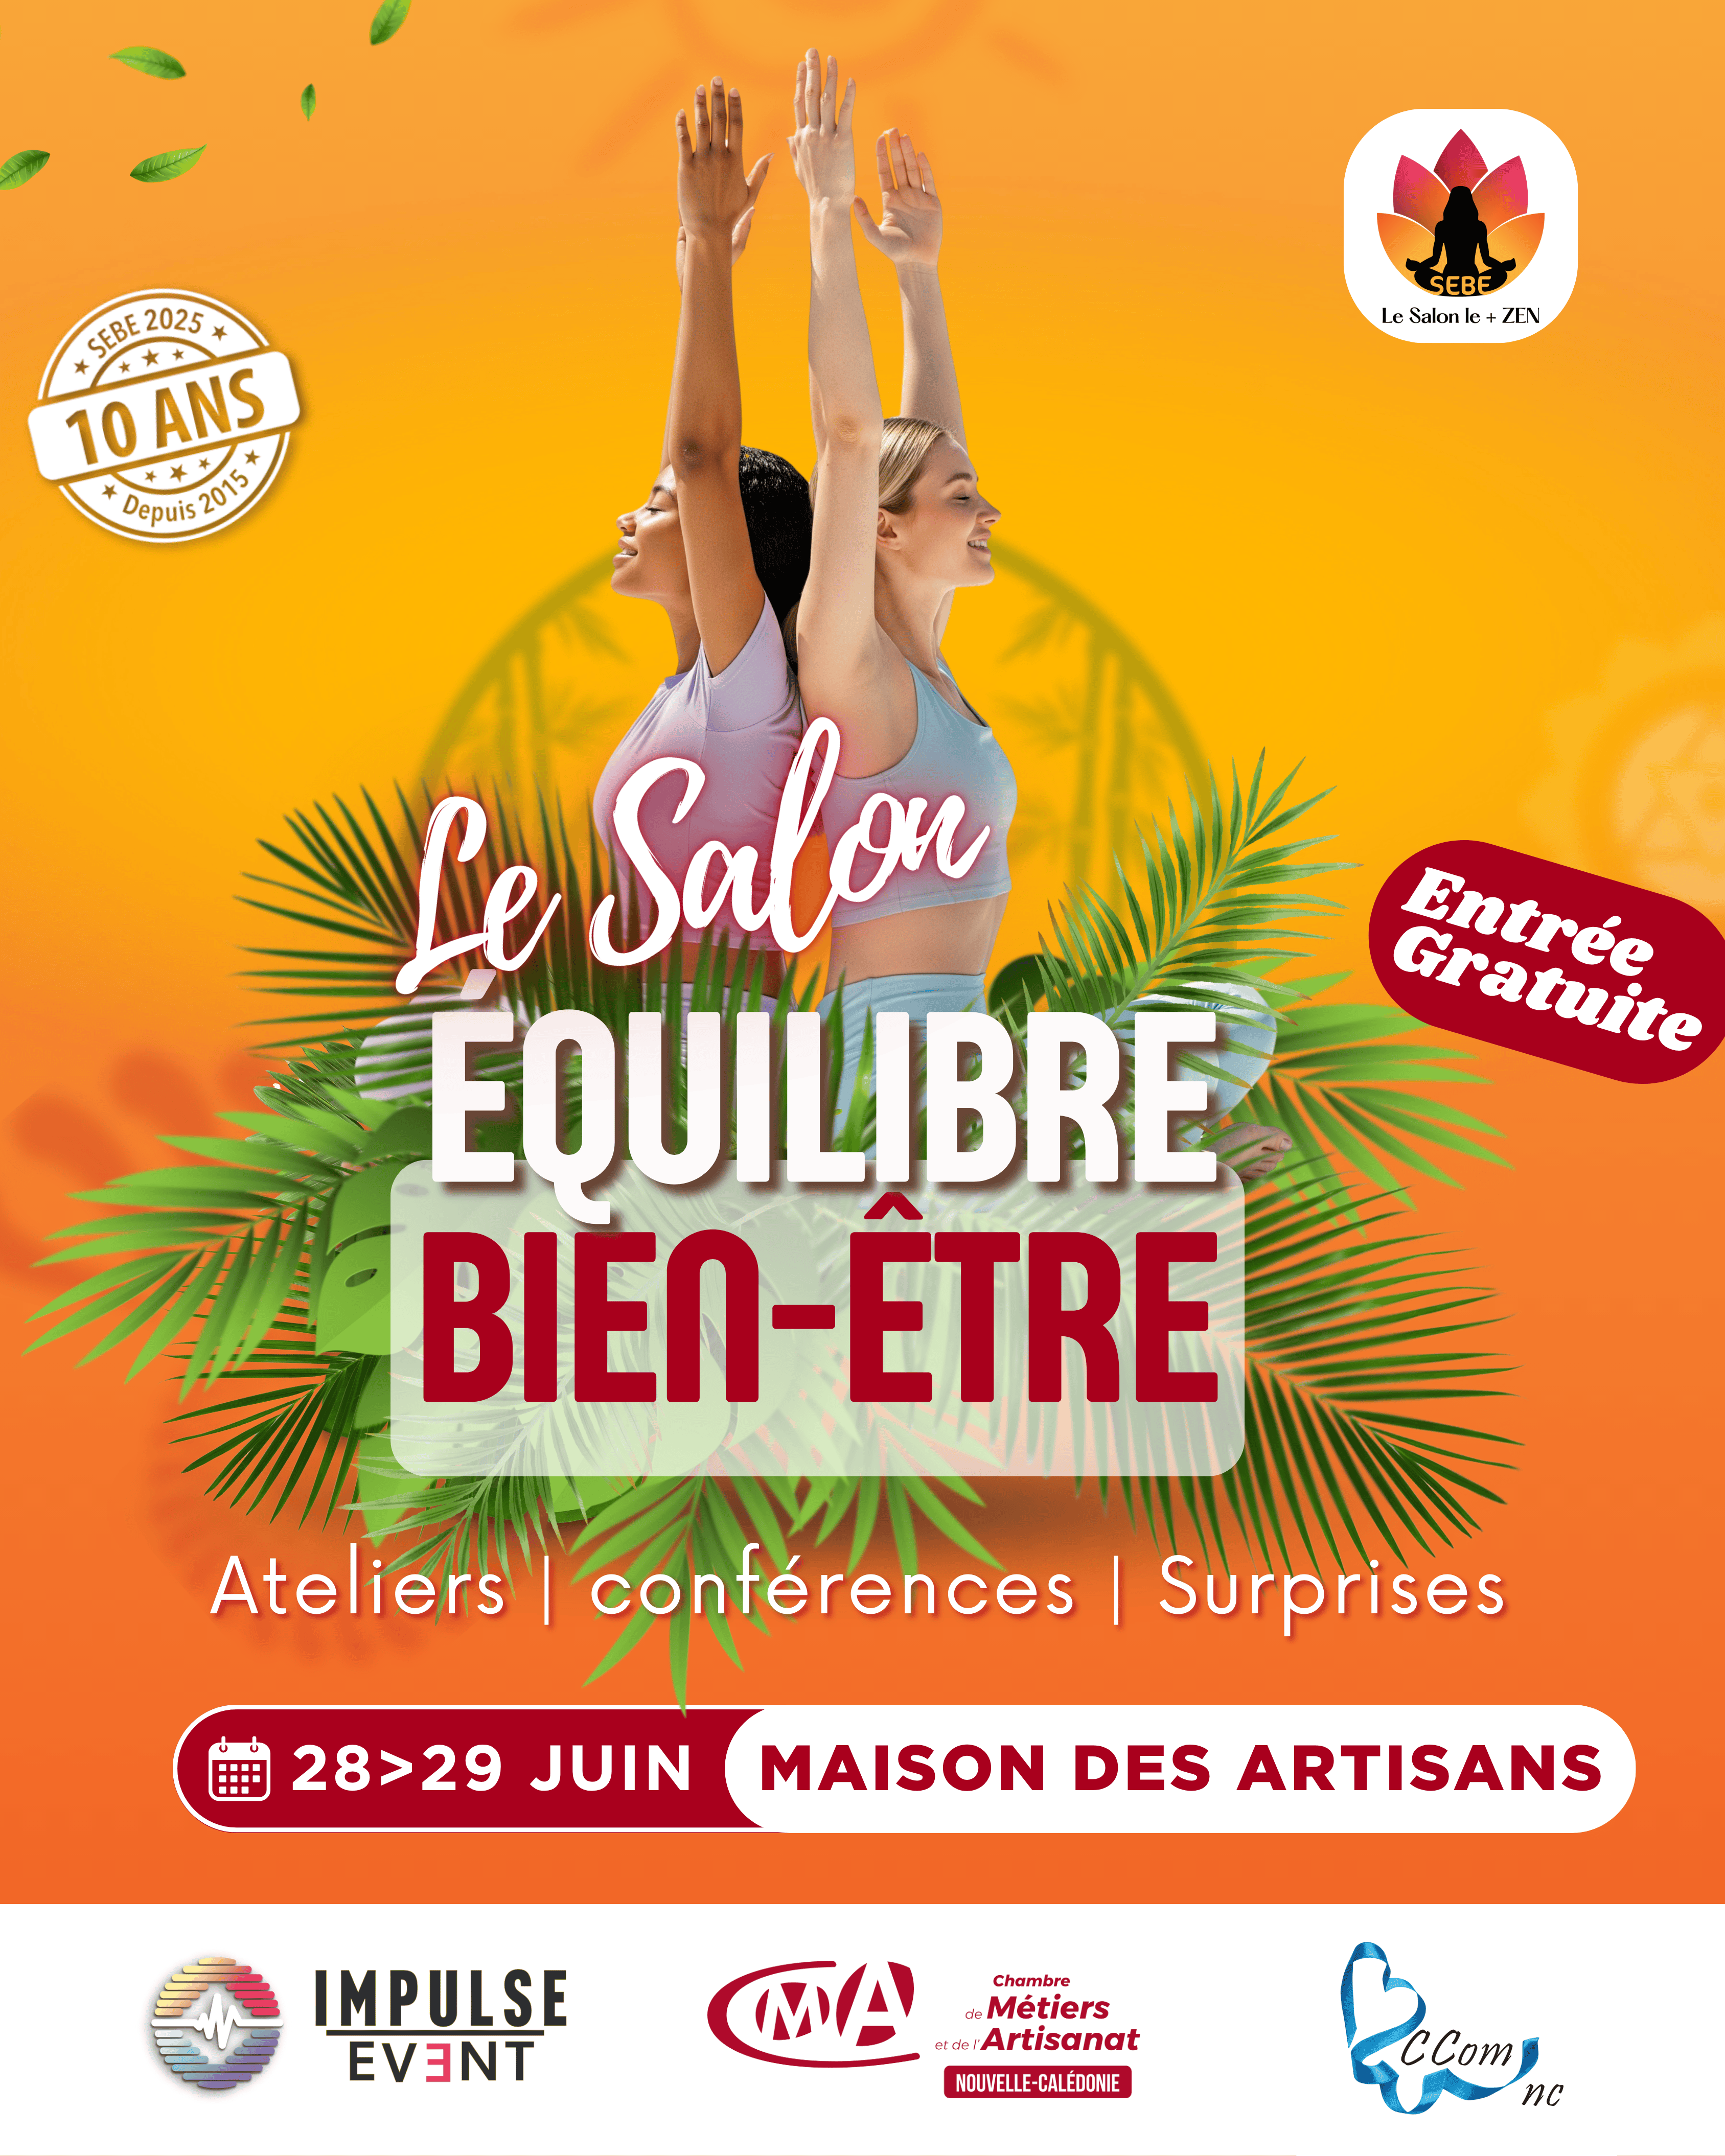 SEBE
Le Salon le + ZEN
SEBE 2025
10 ANS
Depuis 2015
Le Salon
ÉQUILIBRE
BIEN-ÊTRE
Entrée
Gratuite
Ateliers | conférences | Surprises
28>29 JUIN MAISON DES ARTISANS
IMPULSE
EVENT
CMA
Chambre
de Métiers
et de l'Artisanat
NOUVELLE-CALÉDONIE
CCom
nc